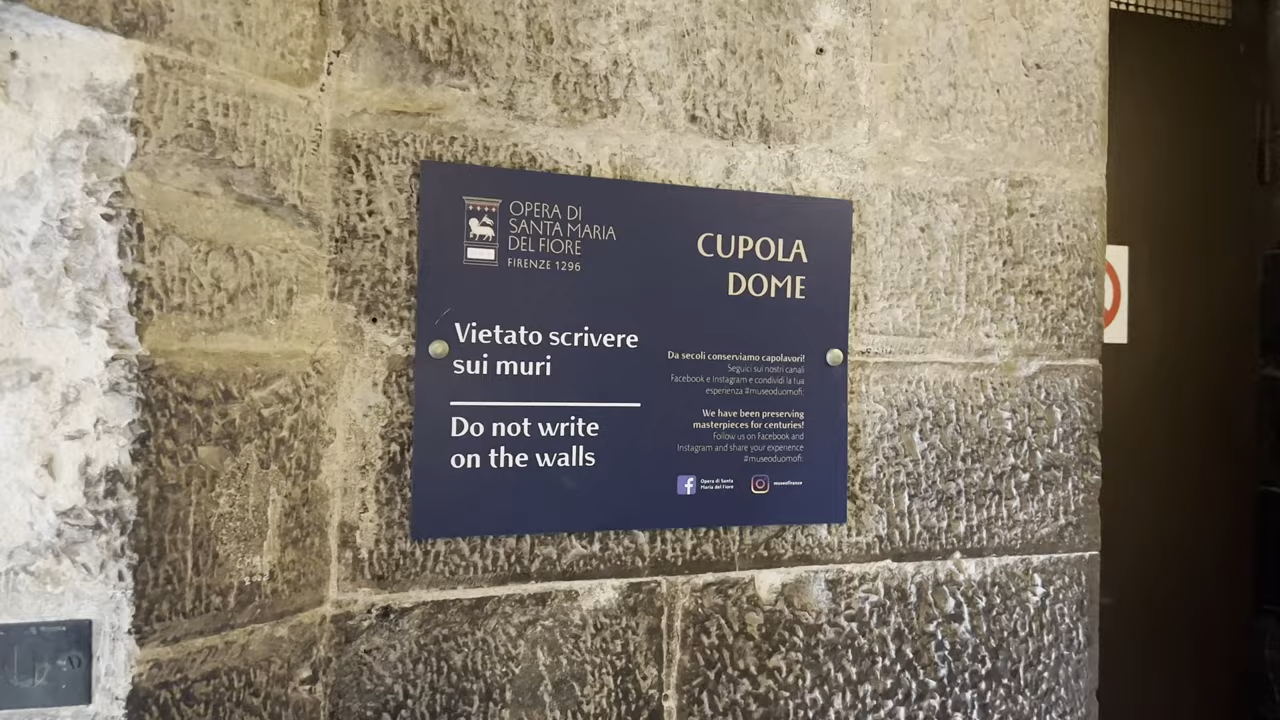 OPERA DI
SANTA MARIA
DEL FIORE
FIRENZE 1296
CUPOLA
DOME
Vietato scrivere
sui muri
Do not write
on the walls
Da secoli conserviamo capolavori!
Seguici sui nostri canali
Facebook e Instagram e condividi la tua
esperienza #museoduomofi:
We have been preserving
masterpieces for centuries!
Follow us on Facebook and
Instagram and share your experience
#museoduomofi:
Opera di Santa
Maria del Fiore